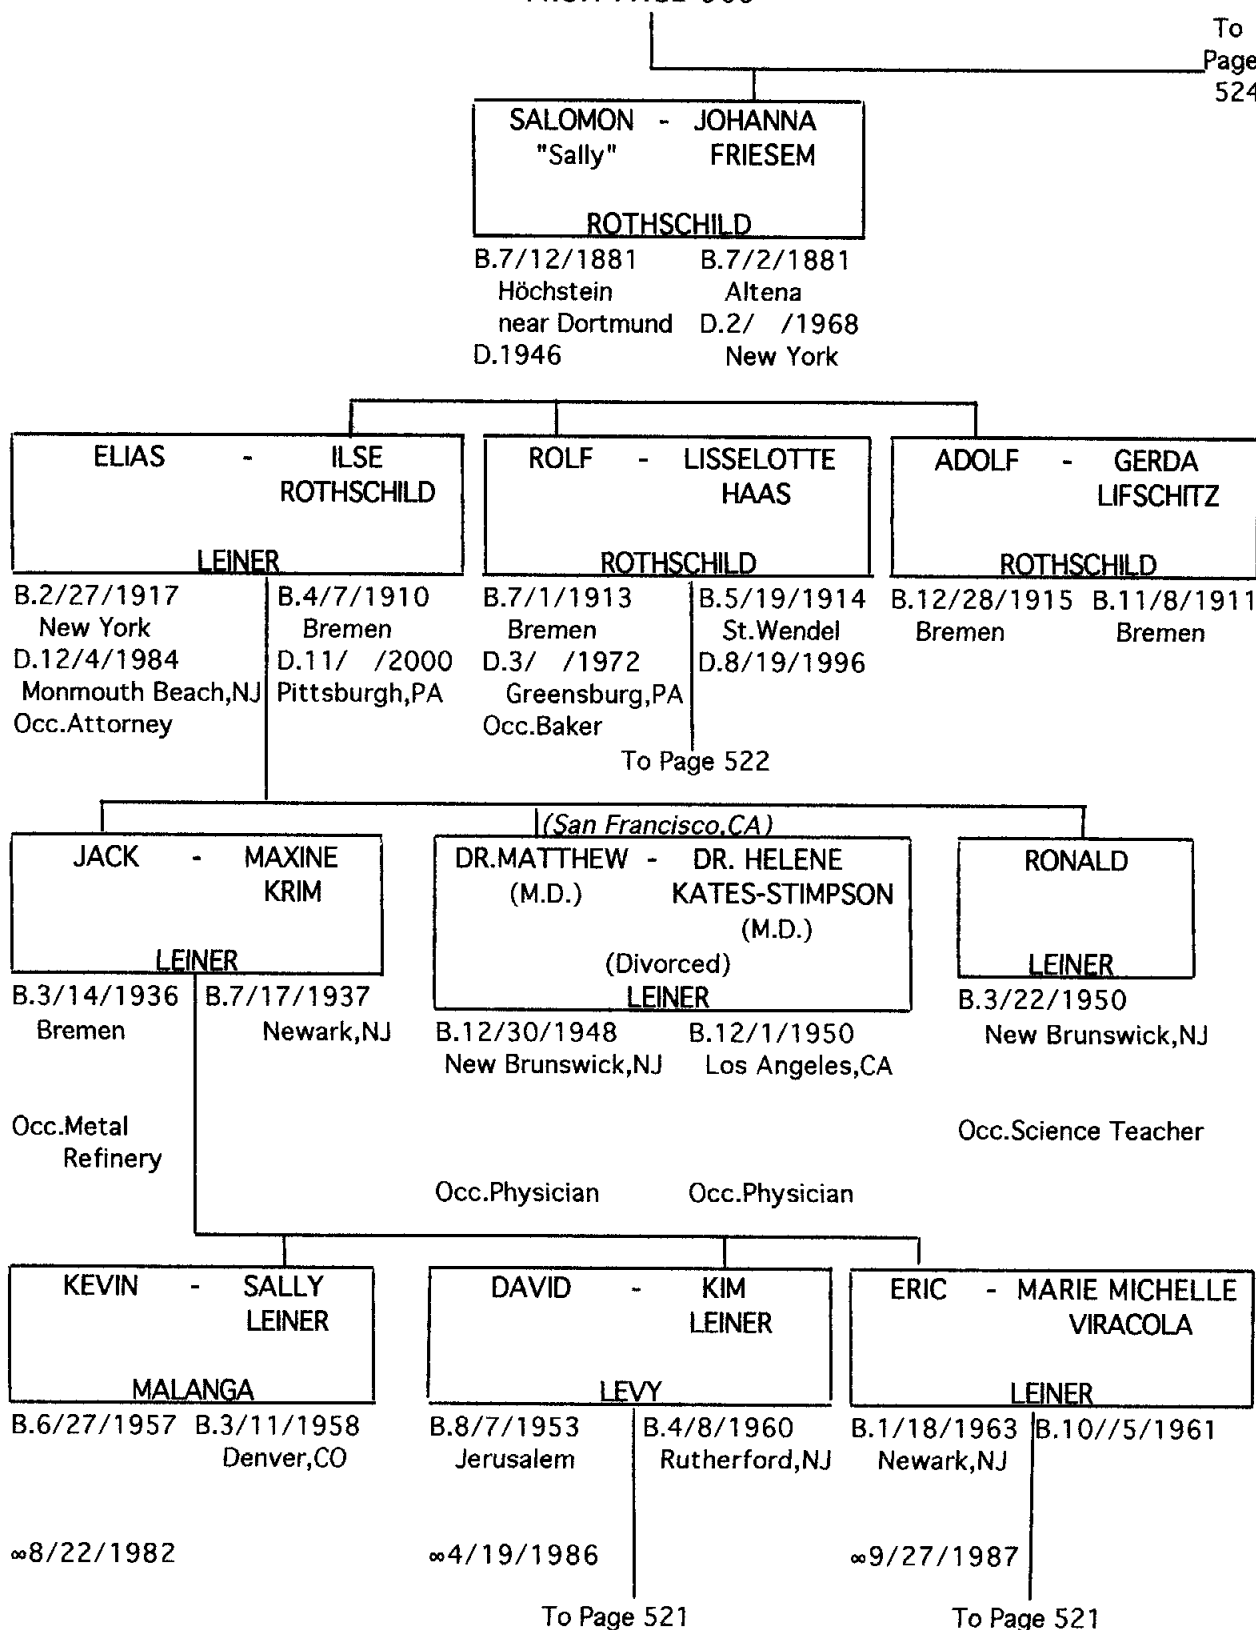 To
Page
524
SALOMON - JOHANNA
"Sally" FRIESEM
ROTHSCHILD
B.7/12/1881 B.7/2/1881
Höchstein Altena
near Dortmund D.2/ /1968
D.1946 New York
ELIAS - ILSE ROLF - LISSELOTTE ADOLF - GERDA
ROTHSCHILD HAAS LIFSCHITZ
LEINER ROTHSCHILD ROTHSCHILD
B.2/27/1917 B.4/7/1910 B.7/1/1913 B.5/19/1914 B.12/28/1915 B.11/8/1911
New York Bremen Bremen St.Wendel Bremen Bremen
D.12/4/1984 D.11/ /2000 D.3/ /1972 D.8/19/1996
Monmouth Beach,NJ Pittsburgh,PA Greensburg,PA
Occ.Attorney Occ.Baker
To Page 522
(San Francisco,CA)
JACK - MAXINE DR.MATTHEW - DR. HELENE RONALD
KRIM (M.D.) KATES-STIMPSON
(M.D.)
LEINER (Divorced) LEINER
LEINER
B.3/14/1936 B.7/17/1937 B.12/30/1948 B.12/1/1950 B.3/22/1950
Bremen Newark,NJ New Brunswick,NJ Los Angeles,CA New Brunswick,NJ
Occ.Metal Occ.Science Teacher
Refinery
Occ.Physician Occ.Physician
KEVIN - SALLY DAVID - KIM ERIC - MARIE MICHELLE
LEINER LEINER VIRACOLA
MALANGA LEVY LEINER
B.6/27/1957 B.3/11/1958 B.8/7/1953 B.4/8/1960 B.1/18/1963 B.10//5/1961
Denver,CO Jerusalem Rutherford,NJ Newark,NJ
∞8/22/1982 ∞4/19/1986 ∞9/27/1987
To Page 521 To Page 521